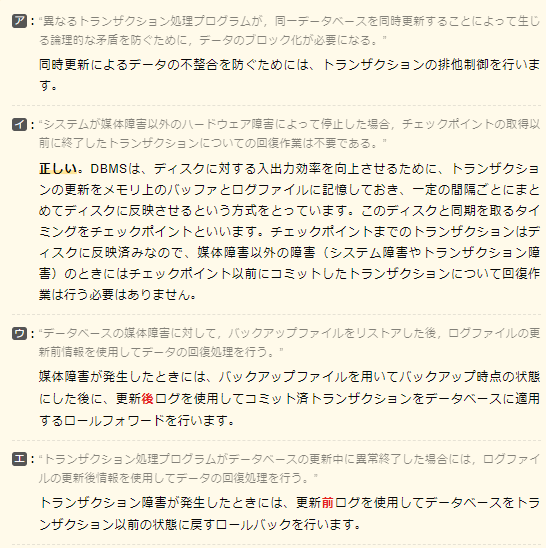 ア："異なるトランザクション処理プログラムが，同一データベースを同時更新することによって生じ
る論理的な矛盾を防ぐために，データのブロック化が必要になる。"
同時更新によるデータの不整合を防ぐためには、トランザクションの排他制御を行いま
す。
イ："システムが媒体障害以外のハードウェア障害によって停止した場合，チェックポイントの取得以
前に終了したトランザクションについての回復作業は不要である。"
正しい。DBMSは、ディスクに対する入出力効率を向上させるために、トランザクショ
ンの更新をメモリ上のバッファとログファイルに記憶しておき、一定の間隔ごとにまと
めてディスクに反映させるという方式をとっています。このディスクと同期を取るタイ
ミングをチェックポイントといいます。チェックポイントまでのトランザクションはデ
ィスクに反映済みなので、媒体障害以外の障害（システム障害やトランザクション障
害）のときにはチェックポイント以前にコミットしたトランザクションについて回復作
業は行う必要はありません。
ウ："データベースの媒体障害に対して，バックアップファイルをリストアした後，ログファイルの更
新前情報を使用してデータの回復処理を行う。"
媒体障害が発生したときには、バックアップファイルを用いてバックアップ時点の状態
にした後に、更新後ログを使用してコミット済トランザクションをデータベースに適用
するロールフォワードを行います。
エ："トランザクション処理プログラムがデータベースの更新中に異常終了した場合には，ログファイ
ルの更新後情報を使用してデータの回復処理を行う。"
トランザクション障害が発生したときには、更新前ログを使用してデータベースをトラ
ンザクション以前の状態に戻すロールバックを行います。